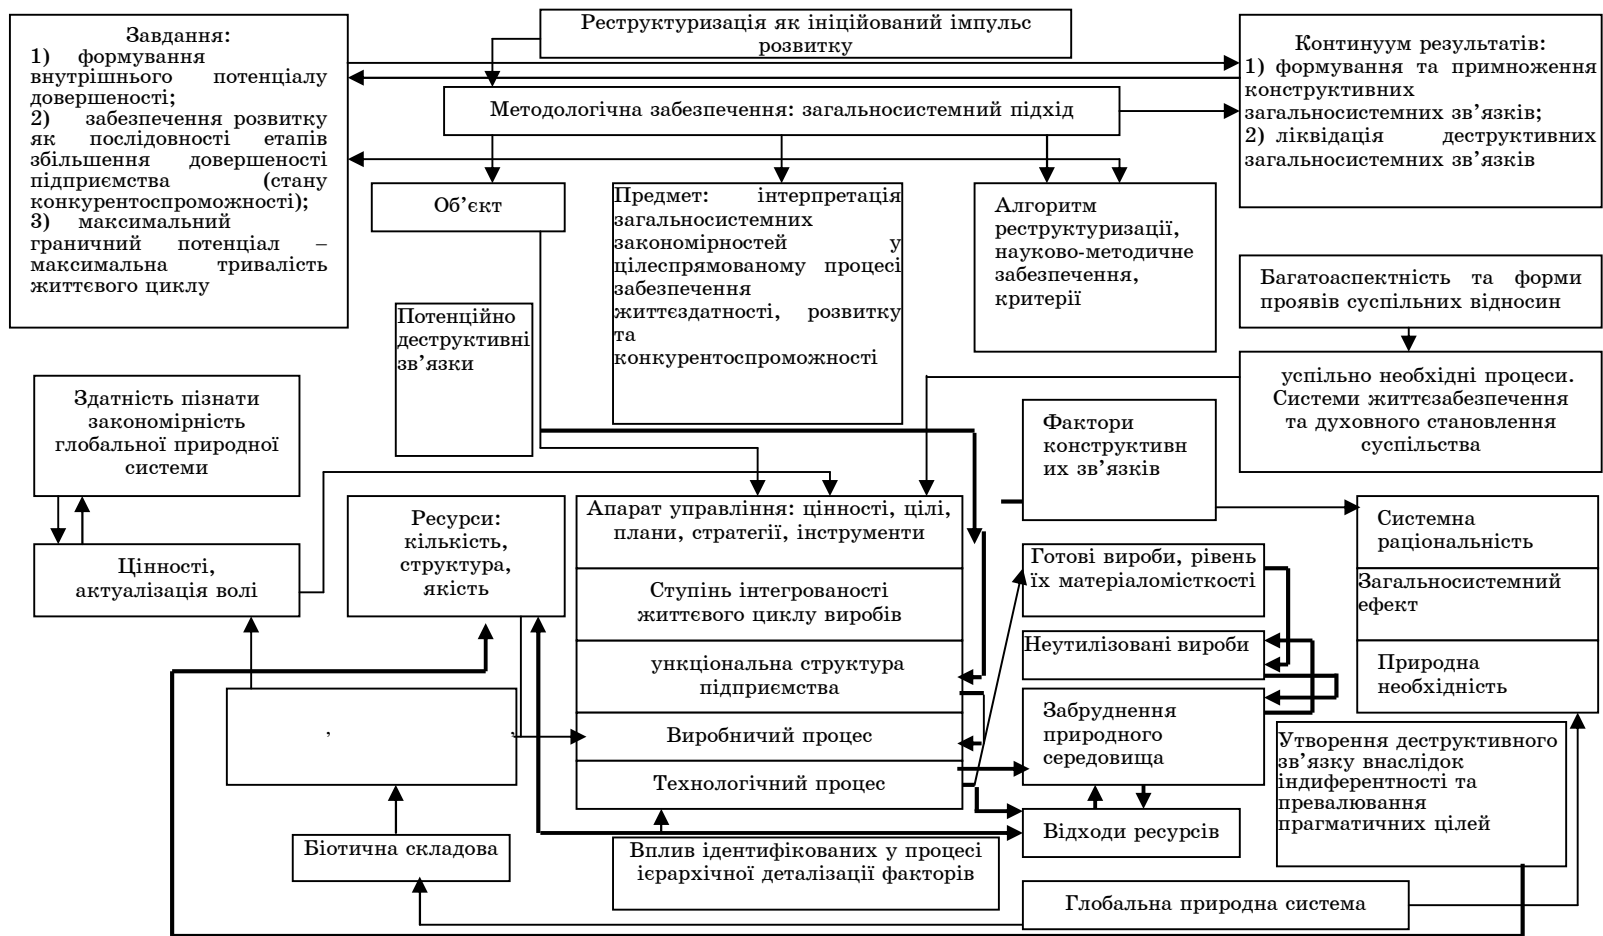 Реструктуризація як ініційований імпульс
розвитку
Завдання:
1) формування
внутрішнього потенціалу
довершеності;
2) забезпечення розвитку
як послідовності етапів
збільшення довершеності
підприємства (стану
конкурентоспроможності);
3) максимальний
граничний потенціал –
максимальна тривалість
життєвого циклу
Континуум результатів:
1) формування та примноження
конструктивних
загальносистемних зв’язків;
2) ліквідація деструктивних
загальносистемних зв’язків
Методологічна забезпечення: загальносистемний підхід
Об’єкт
Предмет: інтерпретація
загальносистемних
закономірностей у
цілеспрямованому процесі
забезпечення
життєздатності, розвитку
та
конкурентоспроможності
Алгоритм
реструктуризації,
науково-методичне
забезпечення,
критерії
Багатоаспектність та форми
проявів суспільних відносин
Потенційно
деструктивні
зв’язки
успільно необхідні процеси.
Системи життєзабезпечення
та духовного становлення
суспільства
Здатність пізнати
закономірність
глобальної природної
системи
Фактори
конструктивн
их зв’язків
Ресурси:
кількість,
структура,
якість
Апарат управління: цінності, цілі,
плани, стратегії, інструменти
Системна
раціональність
Цінності,
актуалізація волі
Ступінь інтегрованості
життєвого циклу виробів
Готові вироби, рівень
їх матеріаломісткості
Загальносистемний
ефект
ункціональна структура
підприємства
Неутилізовані вироби
Природна
необхідність
, ,
Виробничий процес
Забруднення
природного
середовища
Утворення деструктивного
зв’язку внаслідок
індиферентності та
превалювання
прагматичних цілей
Технологічний процес
Біотична складова
Вплив ідентифікованих у процесі
ієрархічної деталізації факторів
Відходи ресурсів
Глобальна природна система